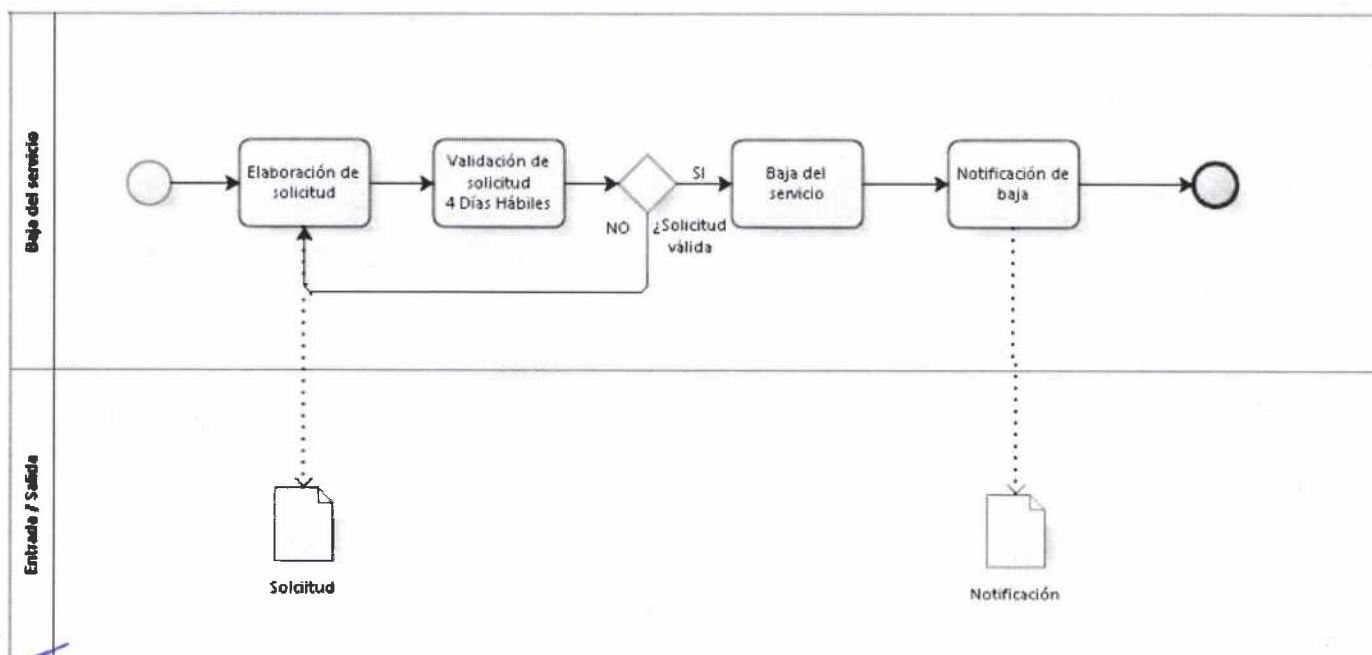 Baja del servicio
Elaboración de
solicitud
Validación de
solicitud
4 Días Hábiles
SI
NO
¿Solicitud
válida
Baja del
servicio
Notificación de
baja
Entrada / Salida
Solciitud
Notificación